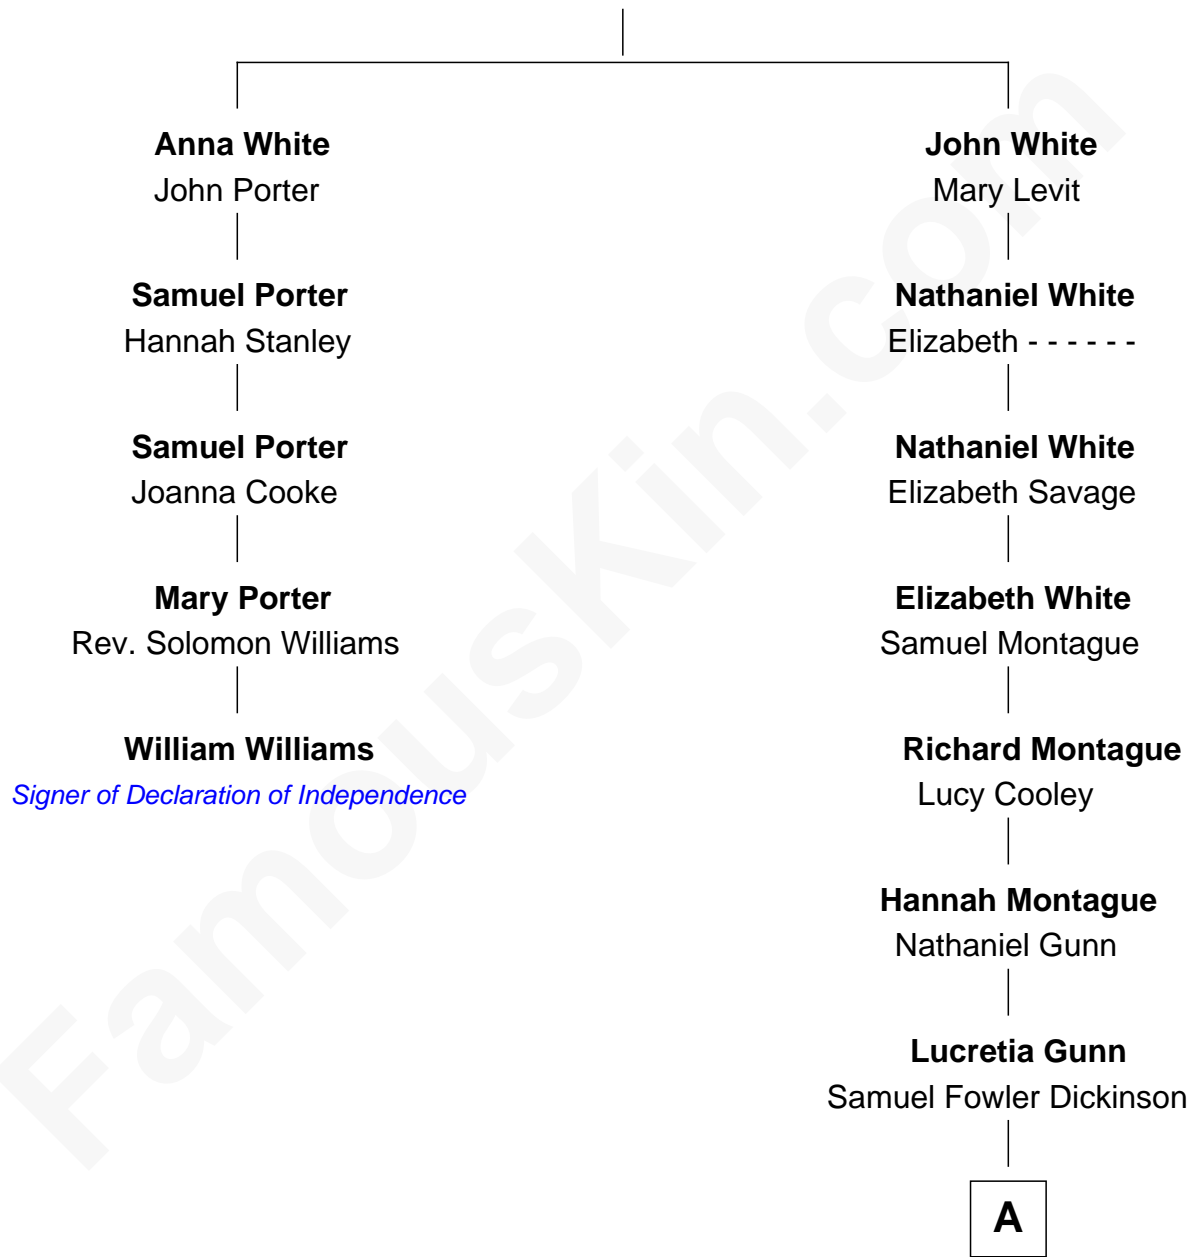 Anna White
John Porter
Samuel Porter
Hannah Stanley
Samuel Porter
Joanna Cooke
Mary Porter
Rev. Solomon Williams
William Williams
Signer of Declaration of Independence
John White
Mary Levit
Nathaniel White
Elizabeth - - - - - -
Nathaniel White
Elizabeth Savage
Elizabeth White
Samuel Montague
Richard Montague
Lucy Cooley
Hannah Montague
Nathaniel Gunn
Lucretia Gunn
Samuel Fowler Dickinson
A
FamousKin.com